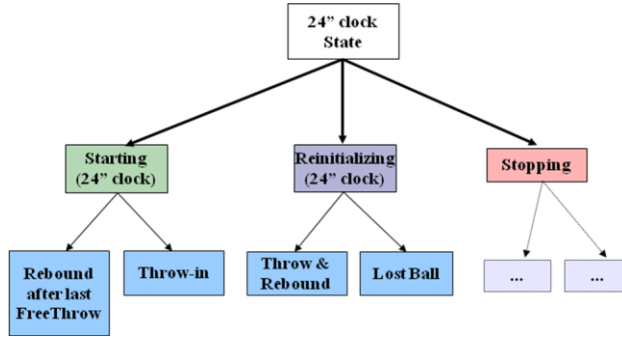 24” clock
State
Starting
(24” clock)
Reinitializing
(24” clock)
Stopping
Rebound
after last
FreeThrow
Throw-in
Throw &
Rebound
Lost Ball
...
...